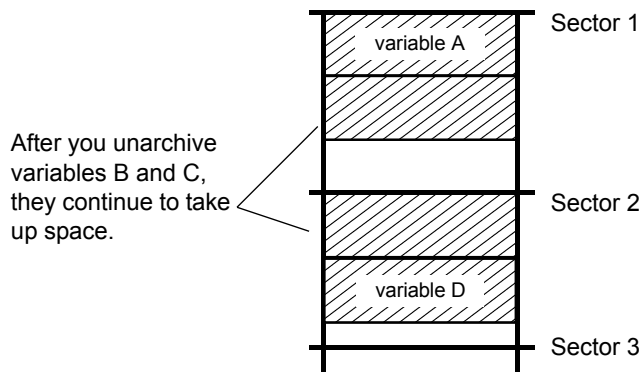 Sector 1
variable A
After you unarchive
variables B and C,
they continue to take
up space.
Sector 2
variable D
Sector 3